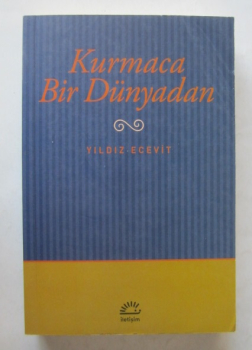 Kurmaca
Bir Dünyadan
YILDIZ ECEVİT
iletişim